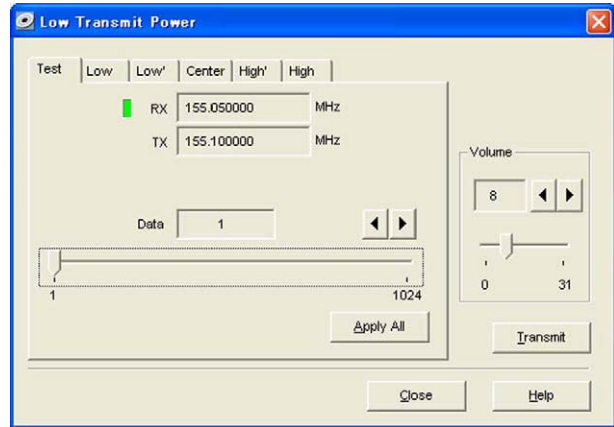 Low Transmit Power
Test Low Low' Center High' High
RX 155.050000 MHz
TX 155.100000 MHz
Data 1
1 1024
Apply All
Volume
8
0 31
Transmit
Close Help